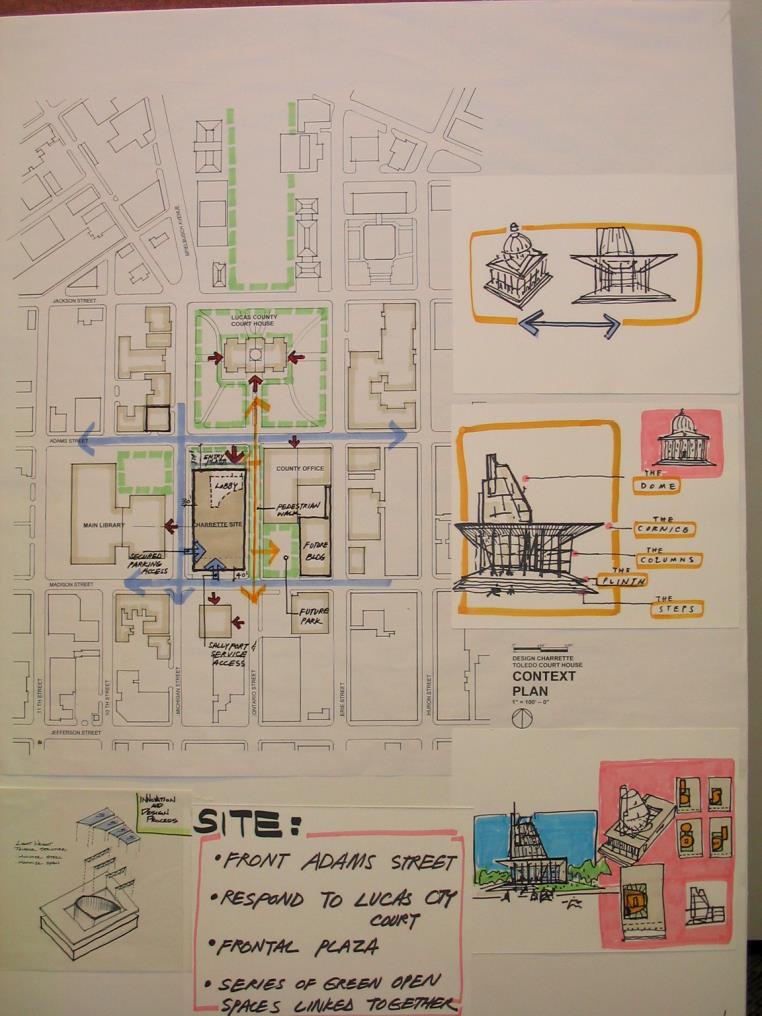 SPIELBUSCH AVENUE
JACKSON STREET
LUCAS COUNTY
COURT HOUSE
ADAMS STREET
ENTRY
LOBBY
COUNTY OFFICE
MAIN LIBRARY
CHARRETTE SITE
PEDESTRIAN
WALK
FUTURE
BLDG
SECURED
PARKING
ACCESS
40'
MADISON STREET
FUTURE
PARK
SALLYPORT &
SERVICE
ACCESS
11TH STREET
10TH STREET
MICHIGAN STREET
ONTARIO STREET
ERIE STREET
HURON STREET
JEFFERSON STREET
THE
DOME
THE
CORNICE
THE
COLUMNS
THE
PLINTH
THE
STEPS
DESIGN CHARRETTE
TOLEDO COURT HOUSE
CONTEXT
PLAN
1" = 100' - 0"
INNOVATION
AND
DESIGN
PROCESS
SITE:
• FRONT ADAMS STREET
• RESPOND TO LUCAS CTY
COURT
• FRONTAL PLAZA
• SERIES OF GREEN OPEN
SPACES LINKED TOGETHER